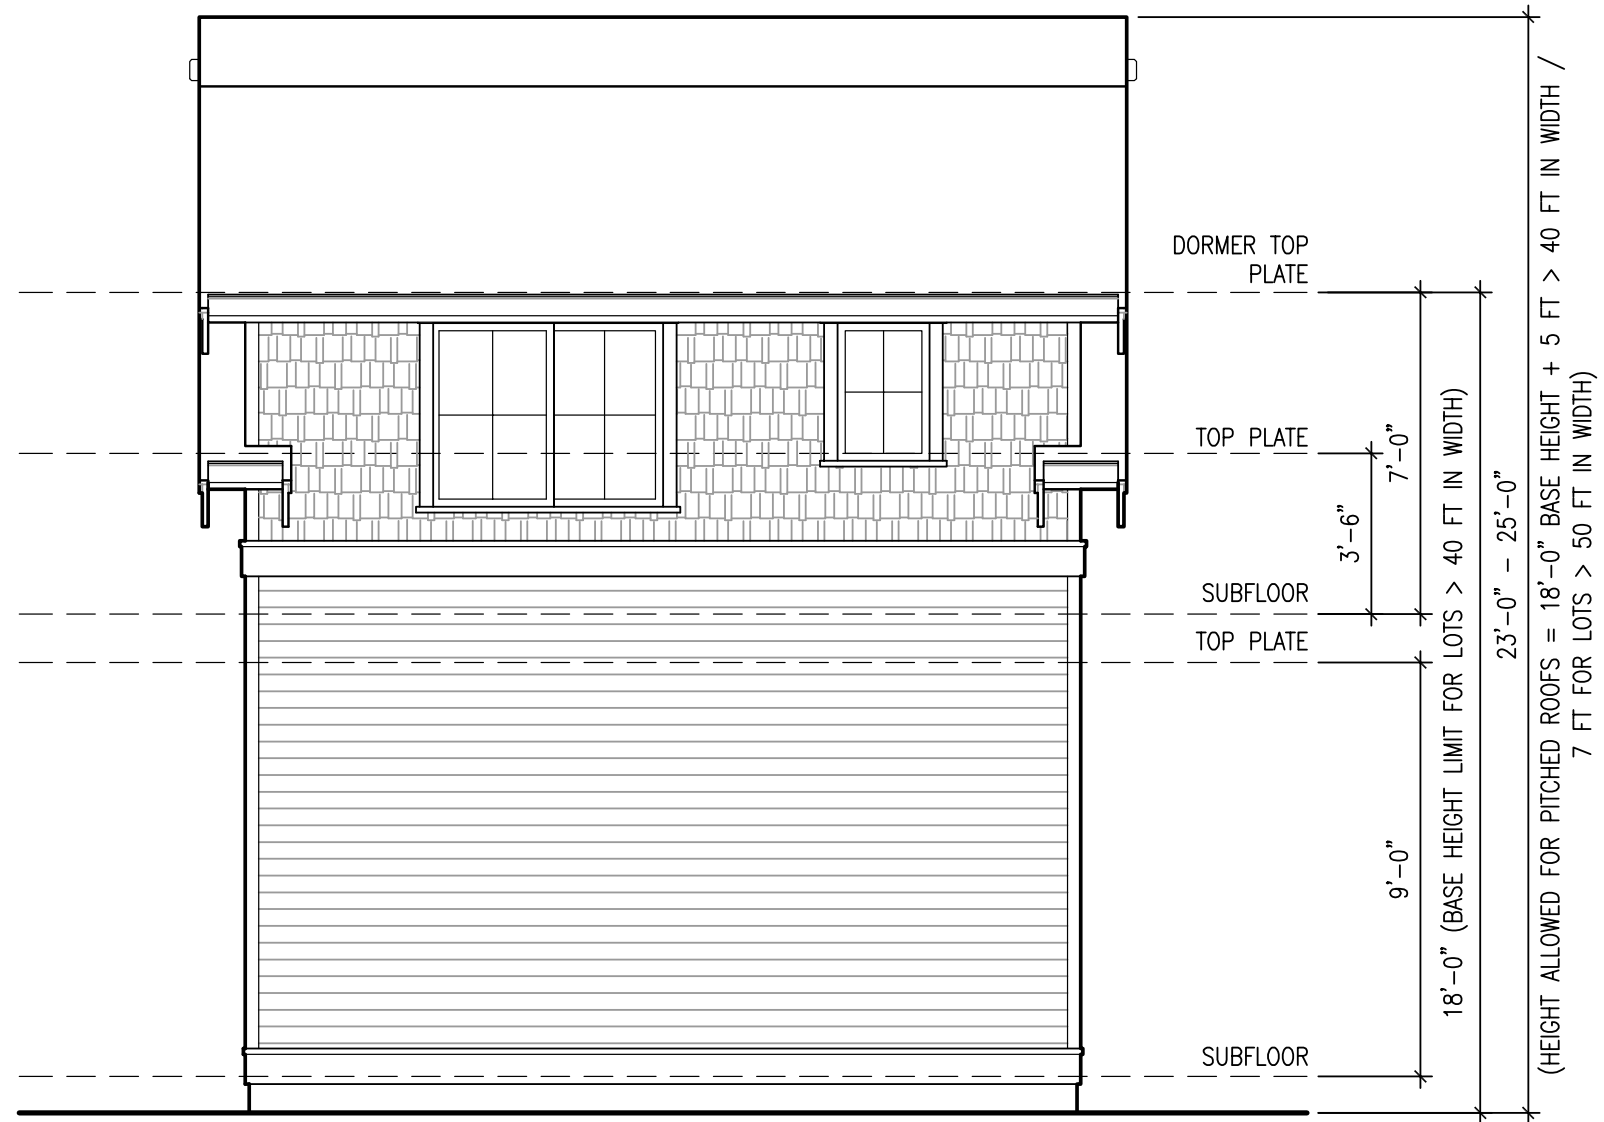 DORMER TOP
PLATE
TOP PLATE
SUBFLOOR
TOP PLATE
SUBFLOOR
3'-6"
7'-0"
9'-0"
18'-0" (BASE HEIGHT LIMIT FOR LOTS > 40 FT IN WIDTH)
23'-0" - 25'-0"
(HEIGHT ALLOWED FOR PITCHED ROOFS = 18'-0" BASE HEIGHT + 5 FT > 40 FT IN WIDTH /
7 FT FOR LOTS > 50 FT IN WIDTH)